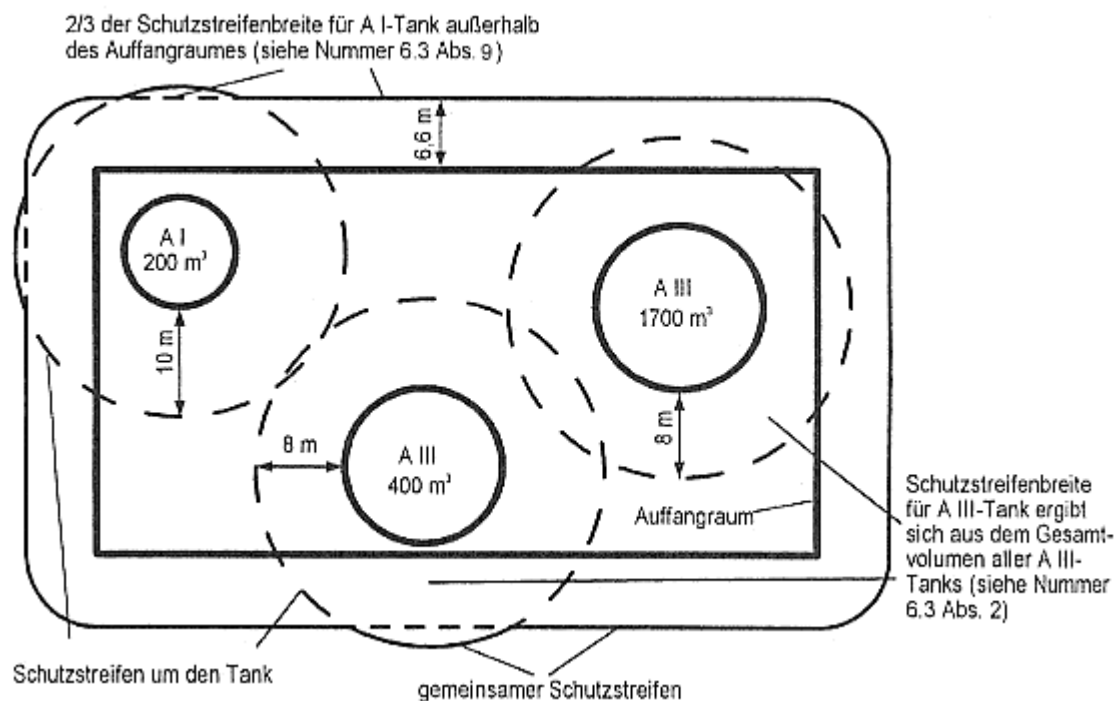 2/3 der Schutzstreifenbreite für A I-Tank außerhalb
des Auffangraumes (siehe Nummer 6.3 Abs. 9)
6,6 m
A I
200 m³
10 m
A III
1700 m³
8 m
8 m
A III
400 m³
Auffangraum
Schutzstreifenbreite
für A III-Tank ergibt
sich aus dem Gesamt-
volumen aller A III-
Tanks (siehe Nummer
6.3 Abs. 2)
Schutzstreifen um den Tank
gemeinsamer Schutzstreifen